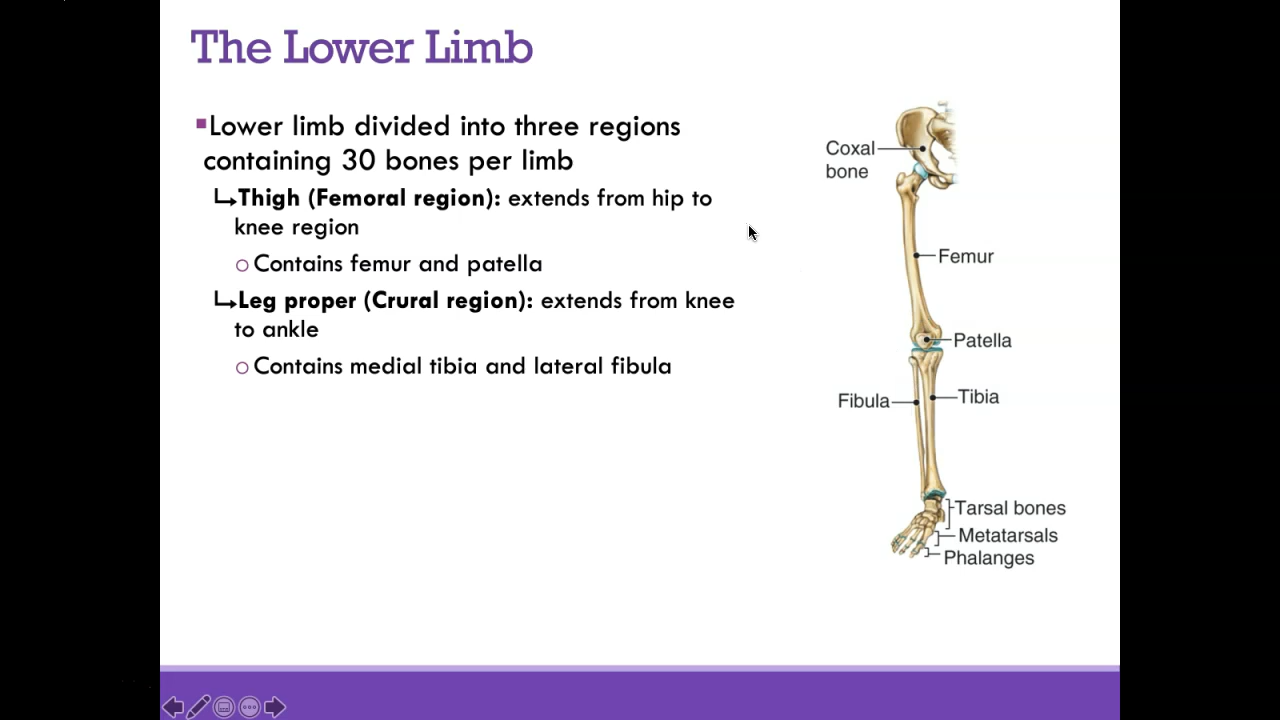 The Lower Limb
▪Lower limb divided into three regions
containing 30 bones per limb
↳Thigh (Femoral region): extends from hip to
knee region
○ Contains femur and patella
↳Leg proper (Crural region): extends from knee
to ankle
○ Contains medial tibia and lateral fibula
Coxal
bone
Femur
Patella
Fibula
Tibia
Tarsal bones
Metatarsals
Phalanges